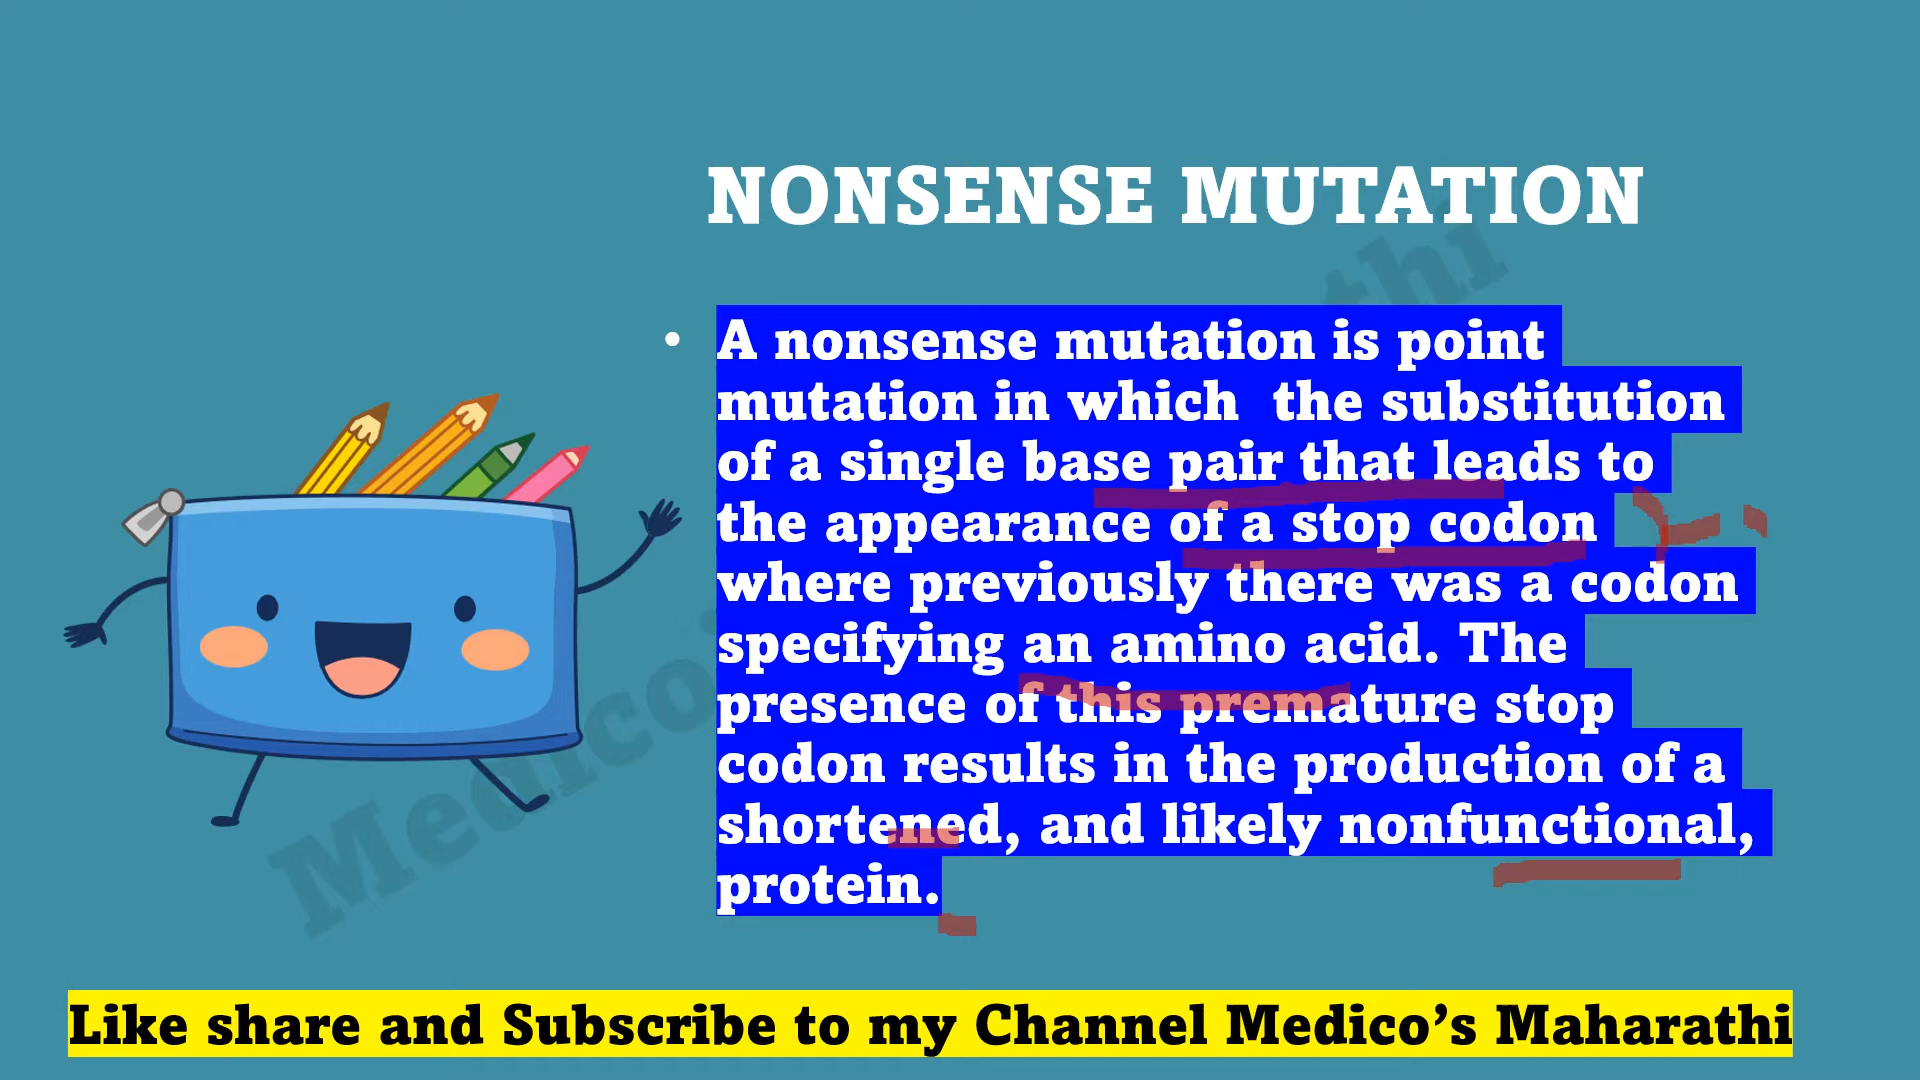 NONSENSE MUTATION
• A nonsense mutation is point
mutation in which  the substitution
of a single base pair that leads to
the appearance of a stop codon
where previously there was a codon
specifying an amino acid. The
presence of this premature stop
codon results in the production of a
shortened, and likely nonfunctional,
protein.
Like share and Subscribe to my Channel Medico’s Maharathi